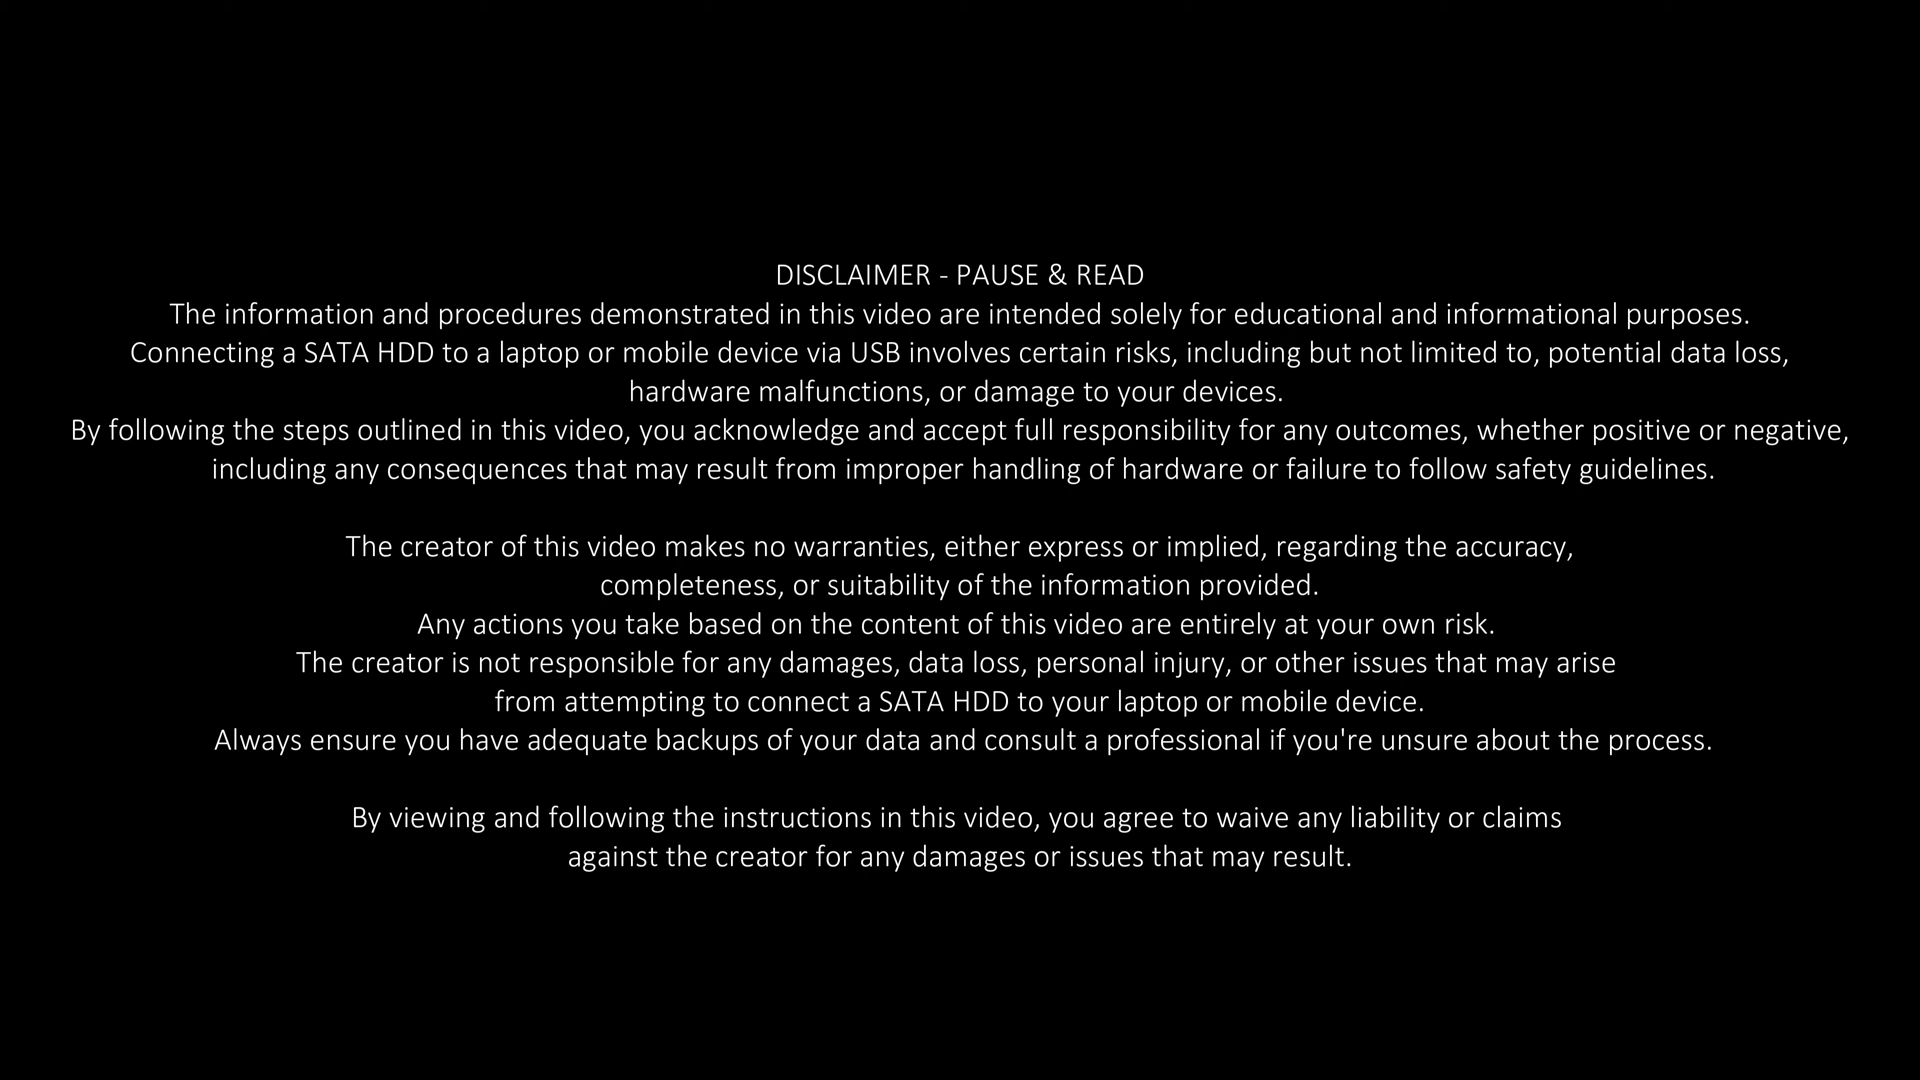 DISCLAIMER - PAUSE & READ
The information and procedures demonstrated in this video are intended solely for educational and informational purposes.
Connecting a SATA HDD to a laptop or mobile device via USB involves certain risks, including but not limited to, potential data loss,
hardware malfunctions, or damage to your devices.
By following the steps outlined in this video, you acknowledge and accept full responsibility for any outcomes, whether positive or negative,
including any consequences that may result from improper handling of hardware or failure to follow safety guidelines.
The creator of this video makes no warranties, either express or implied, regarding the accuracy,
completeness, or suitability of the information provided.
Any actions you take based on the content of this video are entirely at your own risk.
The creator is not responsible for any damages, data loss, personal injury, or other issues that may arise
from attempting to connect a SATA HDD to your laptop or mobile device.
Always ensure you have adequate backups of your data and consult a professional if you're unsure about the process.
By viewing and following the instructions in this video, you agree to waive any liability or claims
against the creator for any damages or issues that may result.